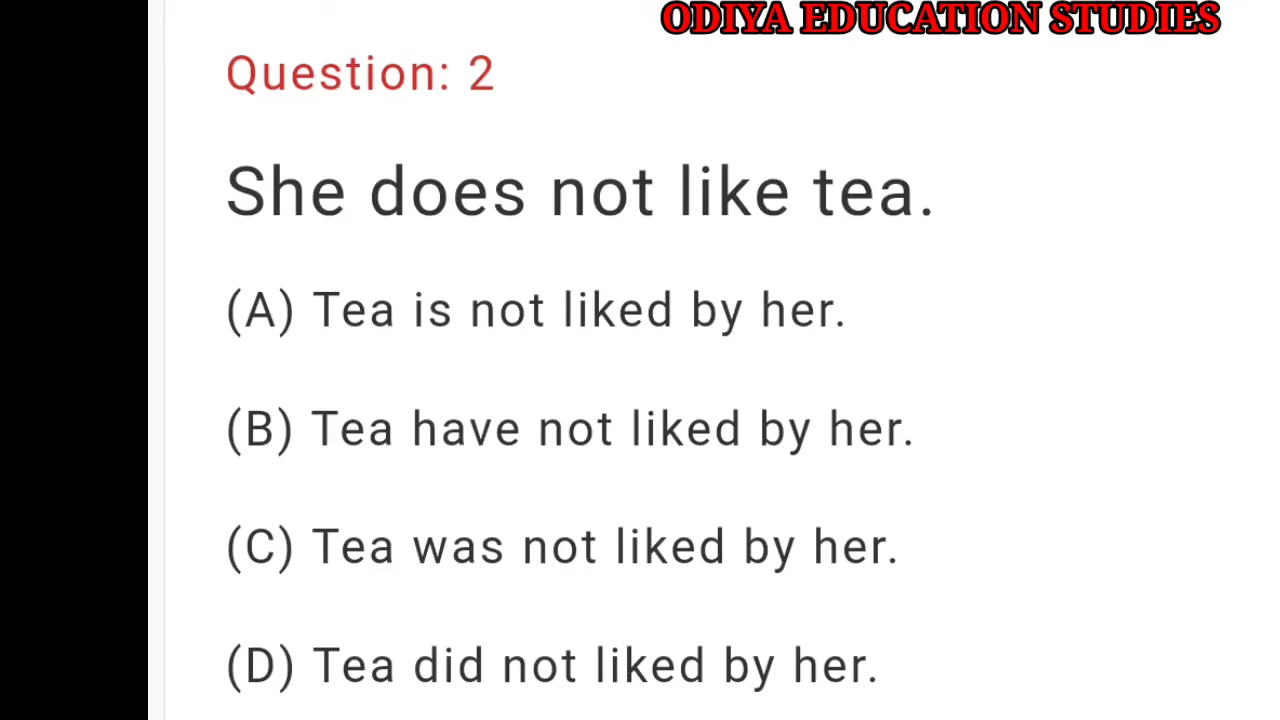 ODIYA EDUCATION STUDIES
Question: 2
She does not like tea.
(A) Tea is not liked by her.
(B) Tea have not liked by her.
(C) Tea was not liked by her.
(D) Tea did not liked by her.